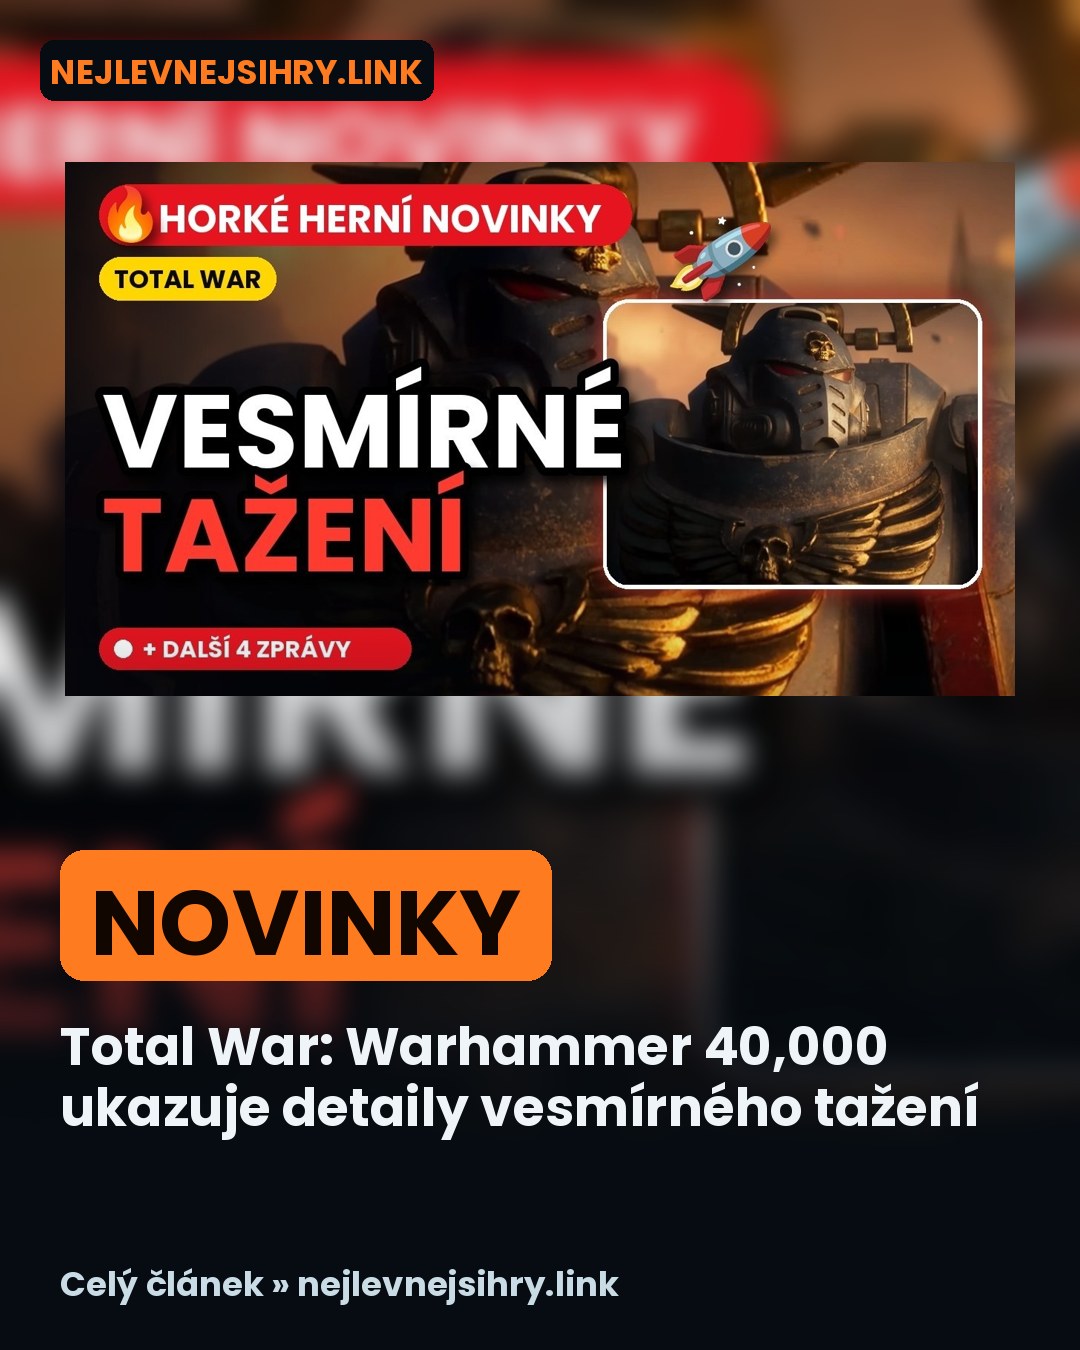 NEJLEVNEJSIHRY.LINK
HORKÉ HERNÍ NOVINKY
TOTAL WAR
VESMÍRNÉ
TAŽENÍ
+ DALŠÍ 4 ZPRÁVY
NOVINKY
Total War: Warhammer 40,000
ukazuje detaily vesmírného tažení
Celý článek » nejlevnejsihry.link